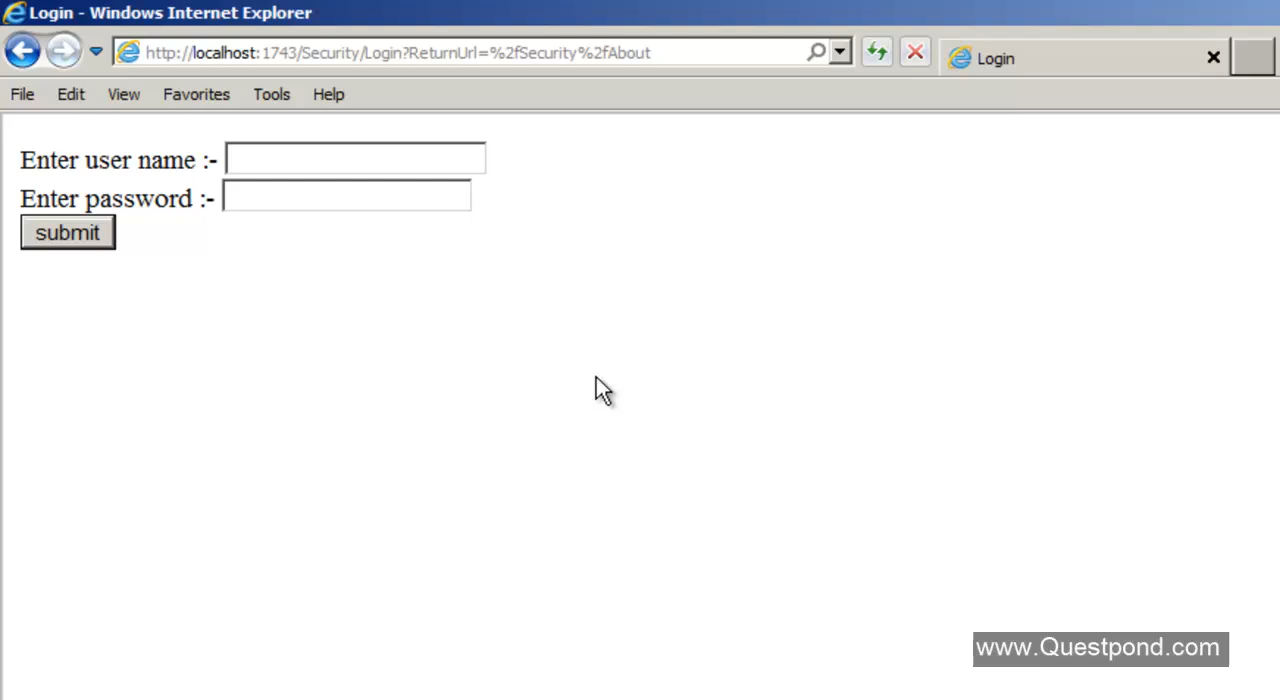 Login - Windows Internet Explorer
http://localhost:1743/Security/Login?ReturnUrl=%2fSecurity%2fAbout
Login
File Edit View Favorites Tools Help
Enter user name :-
Enter password :-
submit
www.Questpond.com